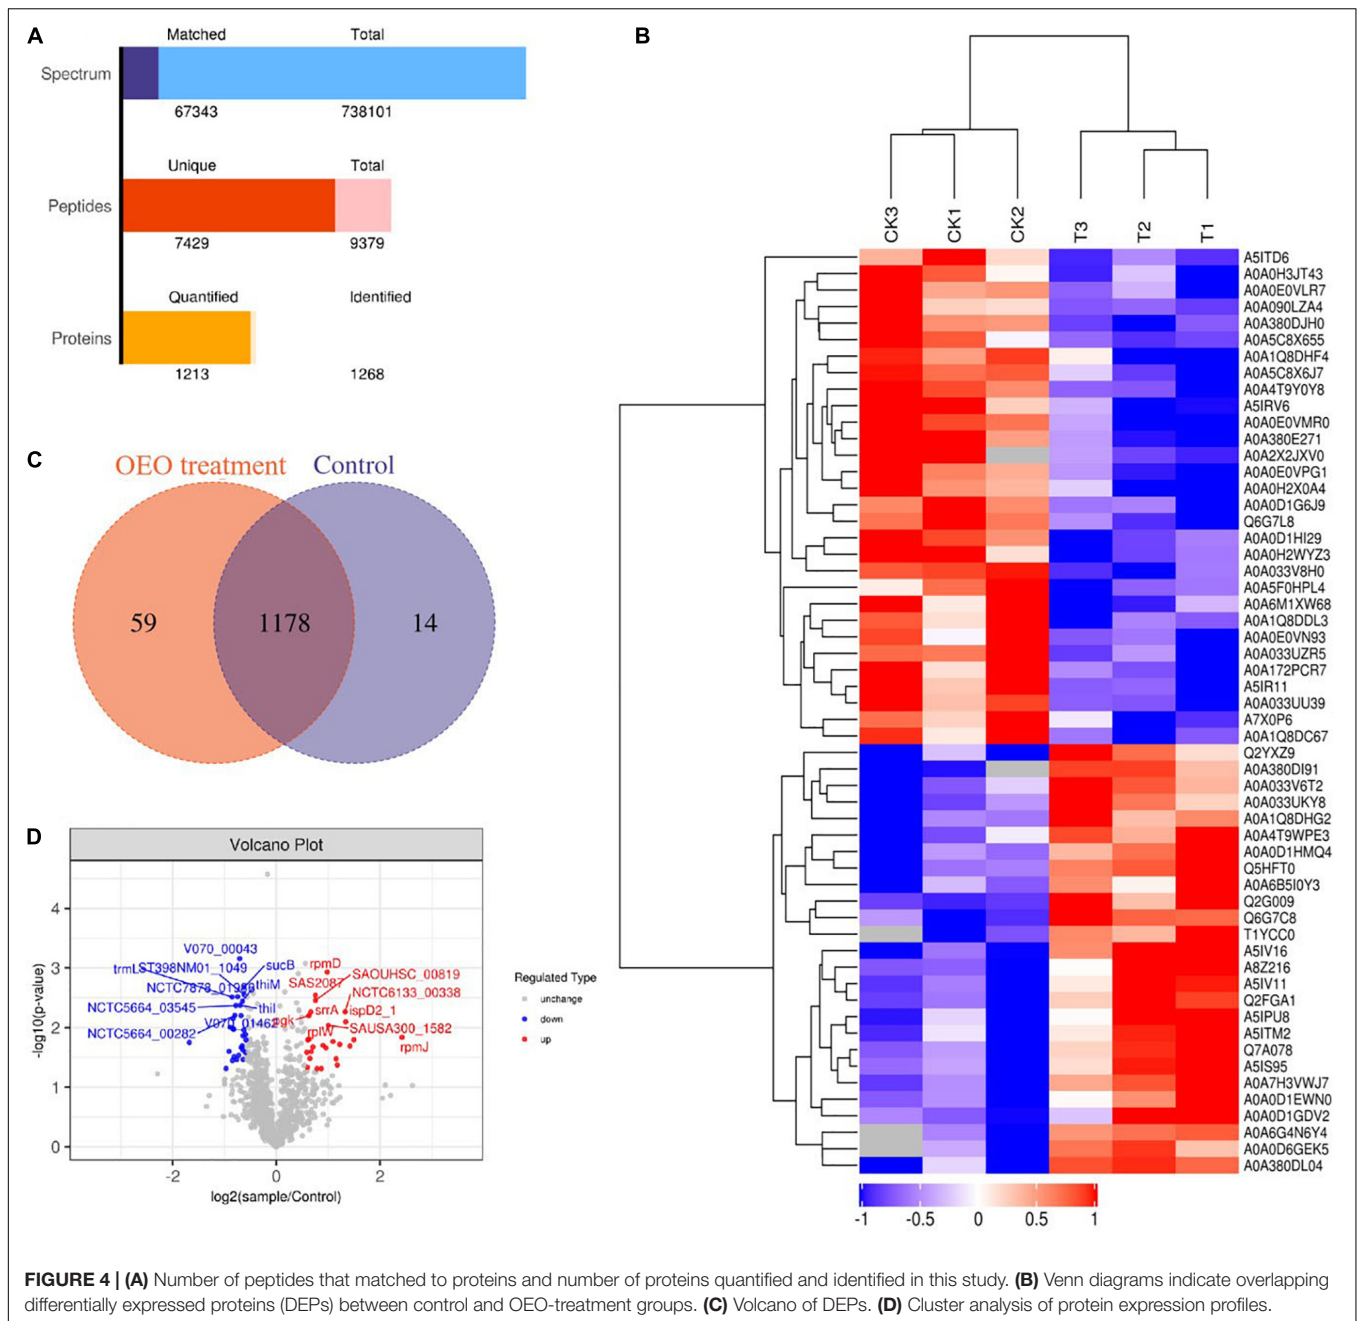 A
Matched Total
Spectrum
67343 738101
Unique Total
Peptides
7429 9379
Quantified Identified
Proteins
1213 1268
B
CK3 CK1 CK2 T3 T2 T1
A5ITD6
A0A0H3JT43
A0A0E0VLR7
A0A090LZA4
A0A380DJH0
A0A5C8X655
A0A1Q8DHF4
A0A5C8X6J7
A0A4T9Y0Y8
A5IRV6
A0A0E0VMR0
A0A380E271
A0A2X2JXV0
A0A0E0VPG1
A0A0H2X0A4
A0A0D1G6J9
Q6G7L8
A0A0D1HI29
A0A0H2WYZ3
A0A033V8H0
A0A5F0HPL4
A0A6M1XW68
A0A1Q8DDL3
A0A0E0VN93
A0A033UZR5
A0A172PCR7
A5IR11
A0A033UU39
A7X0P6
A0A1Q8DC67
Q2YXZ9
A0A380DI91
A0A033V6T2
A0A033UKY8
A0A1Q8DHG2
A0A4T9WPE3
A0A0D1HMQ4
Q5HFT0
A0A6B5I0Y3
Q2G009
Q6G7C8
T1YCC0
A5IV16
A8Z216
A5IV11
Q2FGA1
A5IPU8
A5ITM2
Q7A078
A5IS95
A0A7H3VWJ7
A0A0D1EWN0
A0A0D1GDV2
A0A6G4N6Y4
A0A0D6GEK5
A0A380DL04
-1 -0.5 0 0.5 1
C
OEO treatment Control
59 1178 14
D
Volcano Plot
4
3
2
1
0
-log10(p-value)
V070_00043
trmL ST398NM01_1049 sucB
NCTC7878_01986 thiM
NCTC5664_03545 thiI
V070_01462
NCTC5664_00282
rpmD
SAOUHSC_00819
SAS2087
NCTC6133_00338
srrA ispD2_1
pgk
rplW SAUSA300_1582
rpmJ
-2 0 2
log2(sample/Control)
Regulated Type
unchange
down
up
FIGURE 4 | (A) Number of peptides that matched to proteins and number of proteins quantified and identified in this study. (B) Venn diagrams indicate overlapping
differentially expressed proteins (DEPs) between control and OEO-treatment groups. (C) Volcano of DEPs. (D) Cluster analysis of protein expression profiles.